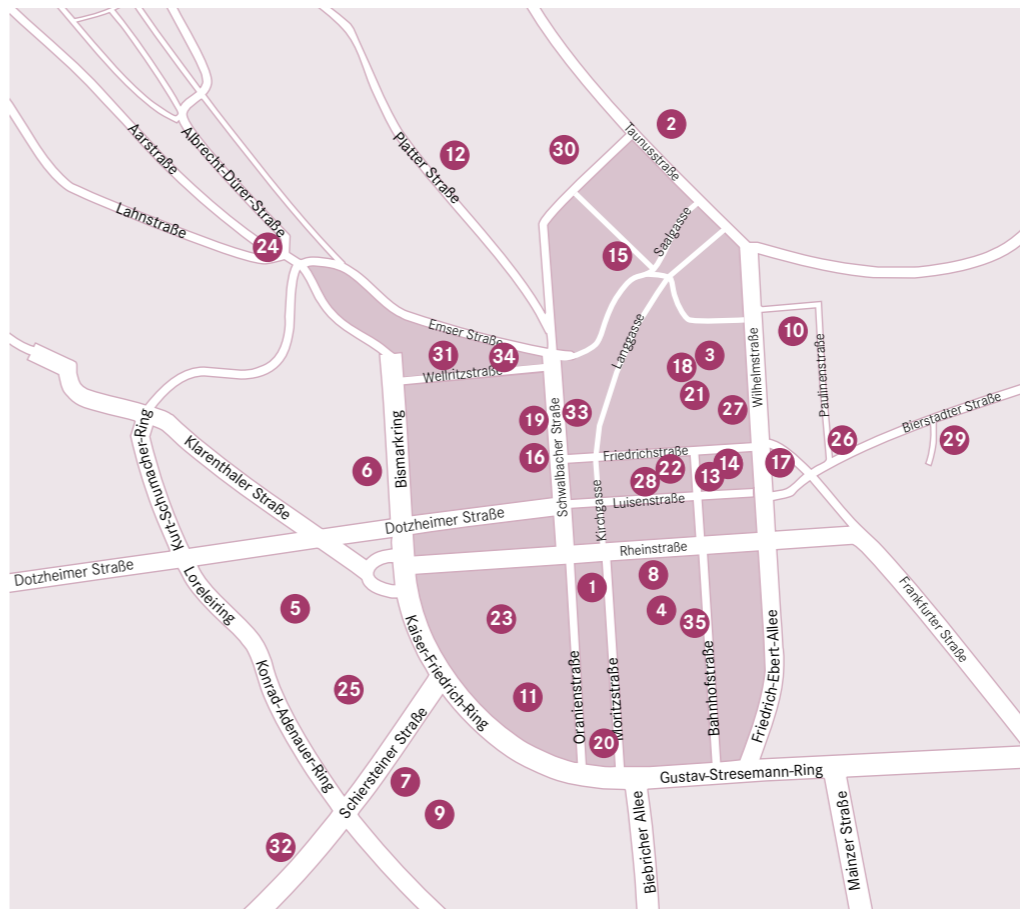 2
Taunusstraße
30
12
Platter Straße
Aarstraße
Albrecht-Dürer-Straße
Lahnstraße
24
15
Saalgasse
Emser Straße
31
34
Wellritzstraße
Langgasse
18
3
21
27
Wilhelmstraße
10
Paulinenstraße
Bierstadter Straße
26
29
19
33
16
Schwalbacher Straße
Friedrichstraße
22
28
13
14
17
Luisenstraße
Kirchgasse
6
Bismarkring
Kurt-Schumacher-Ring
Klarenthaler Straße
Dotzheimer Straße
Dotzheimer Straße
Rheinstraße
Loreleiring
5
23
1
8
4
35
Frankfurter Straße
Kaiser-Friedrich-Ring
Konrad-Adenauer-Ring
25
11
Oranienstraße
Moritzstraße
Bahnhofstraße
Friedrich-Ebert-Allee
20
Schiersteiner Straße
7
9
32
Gustav-Stresemann-Ring
Biebricher Allee
Mainzer Straße